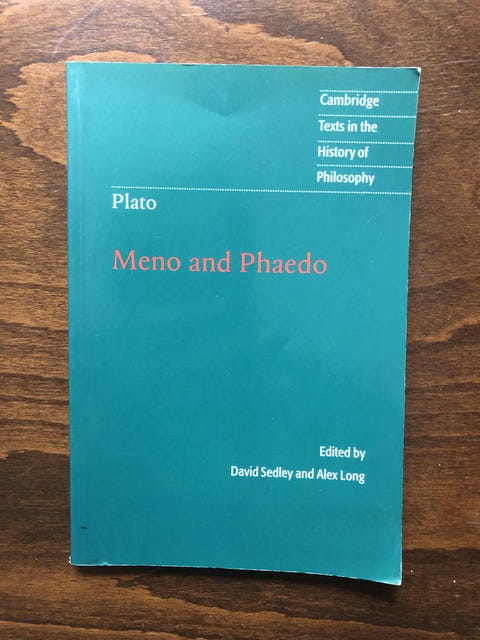 Cambridge
Texts in the
History of
Philosophy
Plato
Meno and Phaedo
Edited by
David Sedley and Alex Long